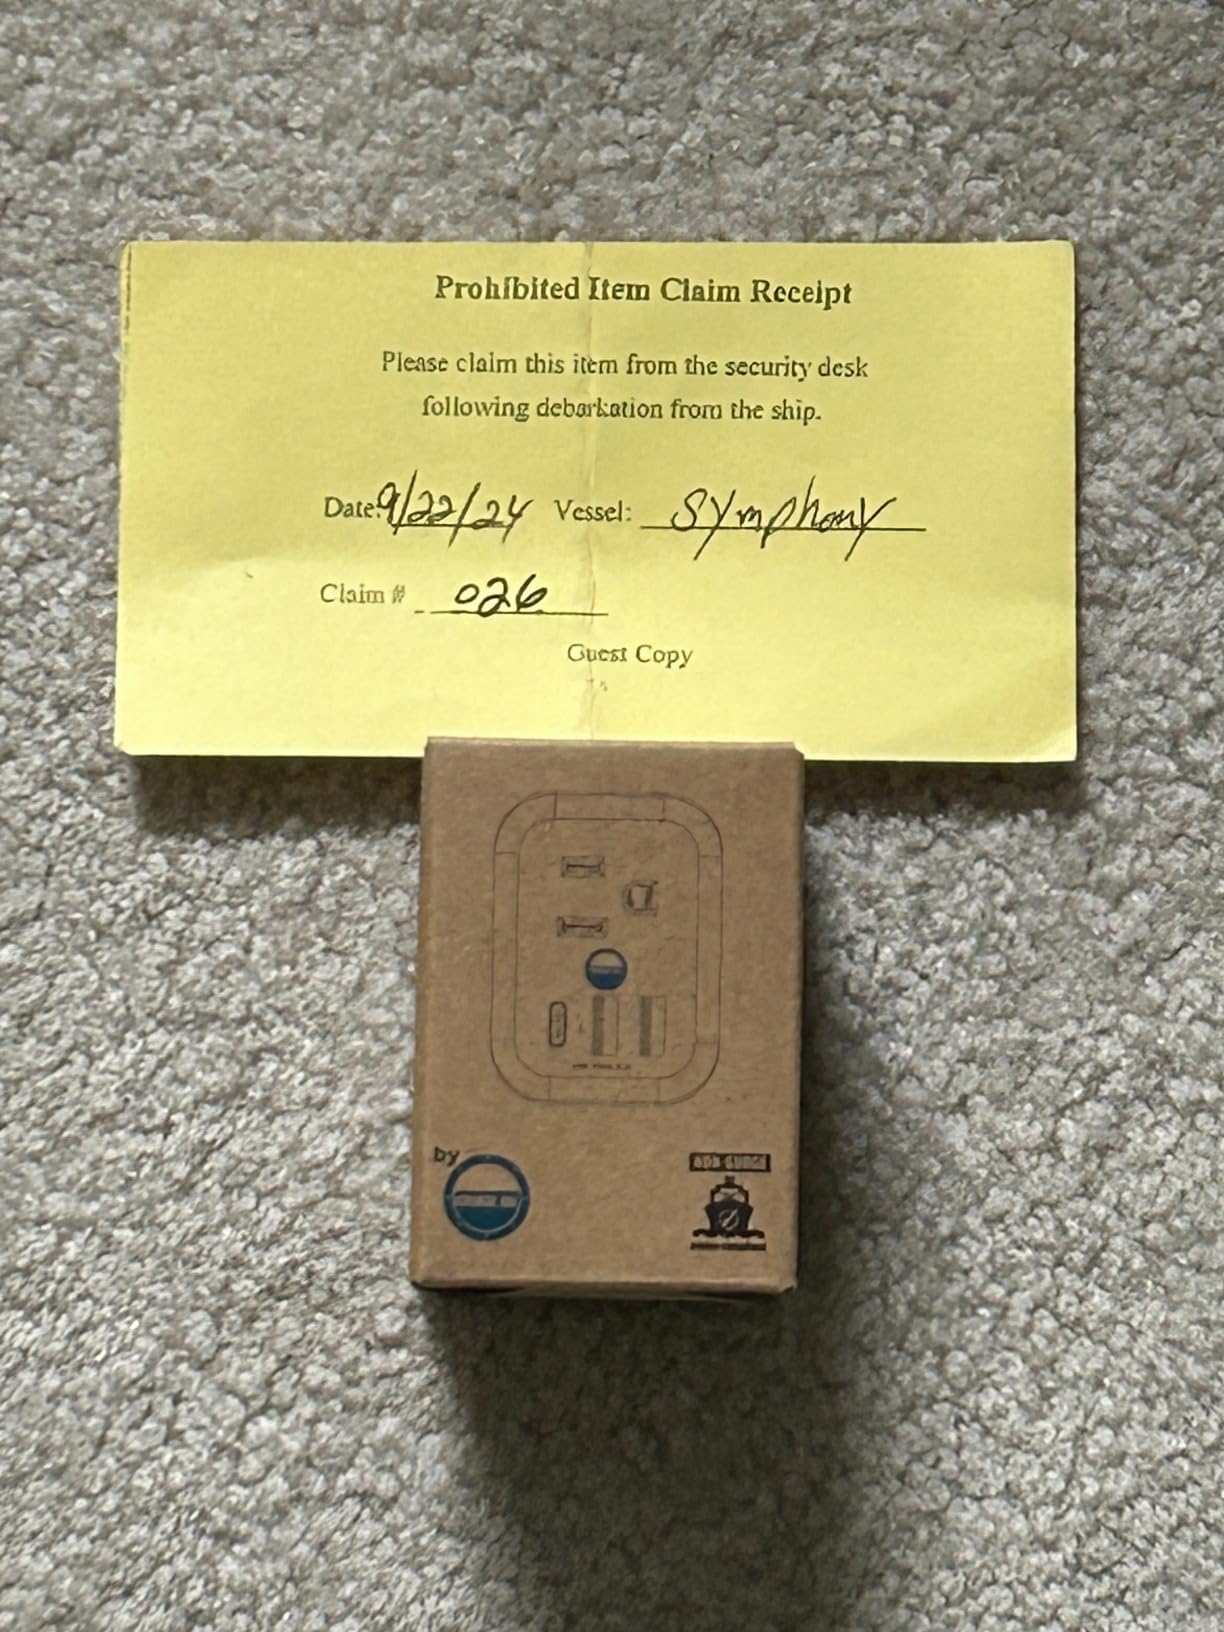 Prohibited Item Claim Receipt
Please claim this item from the security desk
following debarkation from the ship.
Date: 9/22/24 Vessel: Symphony
Claim # 026
Guest Copy
by